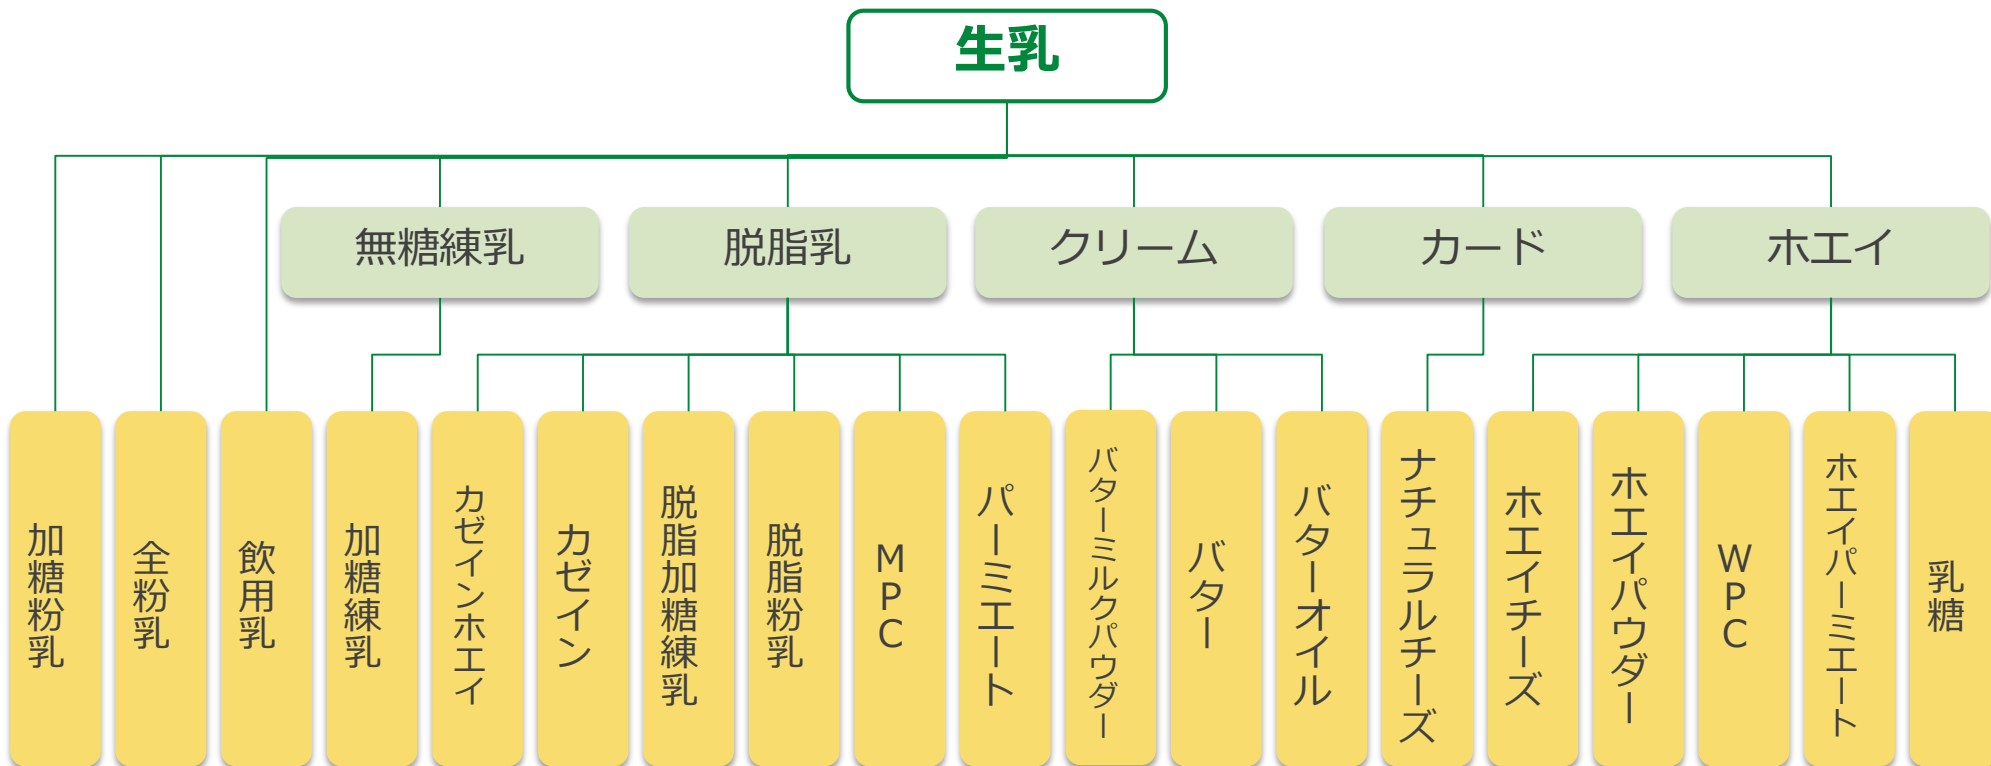 生乳
無糖練乳
脱脂乳
クリーム
カード
ホエイ
加糖粉乳
全粉乳
飲用乳
加糖練乳
カゼインホエイ
カゼイン
脱脂加糖練乳
脱脂粉乳
MPC
パーミエート
バターミルクパウダー
バター
バターオイル
ナチュラルチーズ
ホエイチーズ
ホエイパウダー
WPC
ホエイパーミエート
乳糖